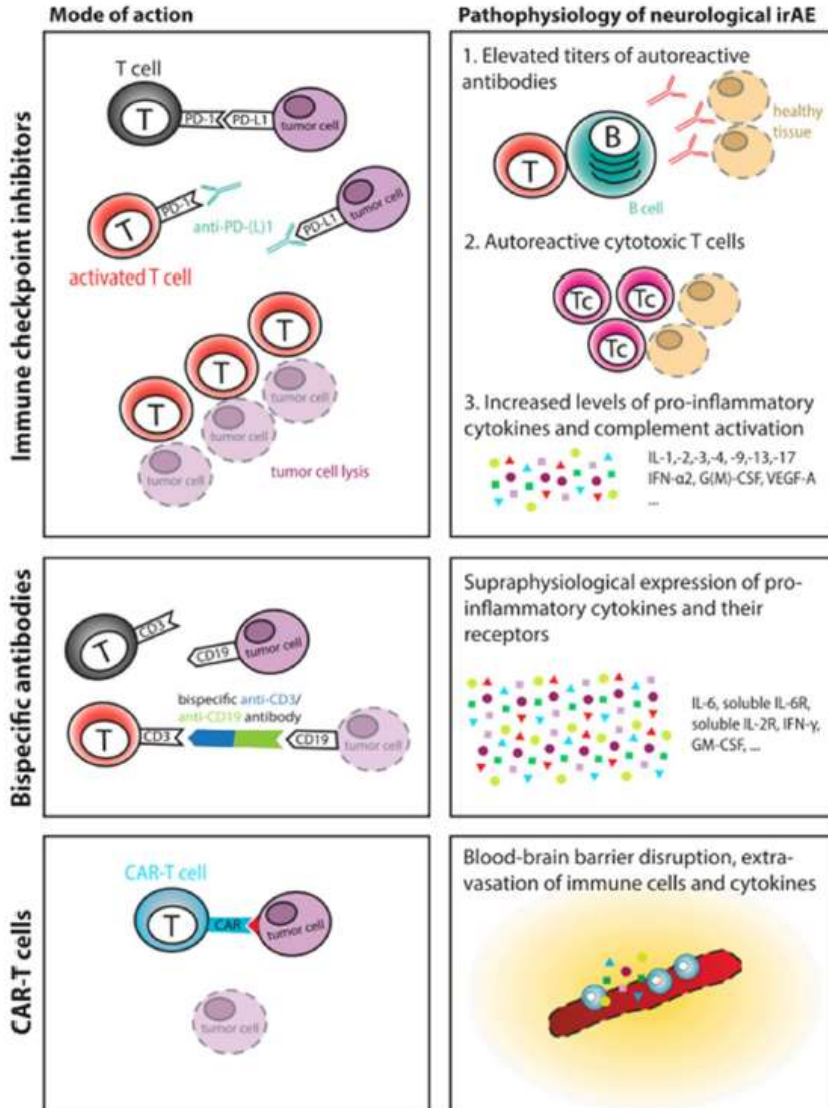 Mode of action
Pathophysiology of neurological irAE
Immune checkpoint inhibitors
T cell
T
PD-1
PD-L1
tumor cell
T
PD-1
anti-PD-(L)1
PD-L1
tumor cell
activated T cell
T
T
T
tumor cell
tumor cell
tumor cell
tumor cell lysis
1. Elevated titers of autoreactive
antibodies
T
B
B cell
healthy
tissue
2. Autoreactive cytotoxic T cells
Tc
Tc
Tc
3. Increased levels of pro-inflammatory
cytokines and complement activation
IL-1,-2,-3,-4, -9,-13,-17
IFN-α2, G(M)-CSF, VEGF-A
...
Bispecific antibodies
T
CD3
CD19
tumor cell
bispecific anti-CD3/
anti-CD19 antibody
T
CD3
CD19
tumor cell
Supraphysiological expression of pro-
inflammatory cytokines and their
receptors
IL-6, soluble IL-6R,
soluble IL-2R, IFN-γ,
GM-CSF, ...
CAR-T cells
CAR-T cell
T
CAR
tumor cell
tumor cell
Blood-brain barrier disruption, extra-
vasation of immune cells and cytokines